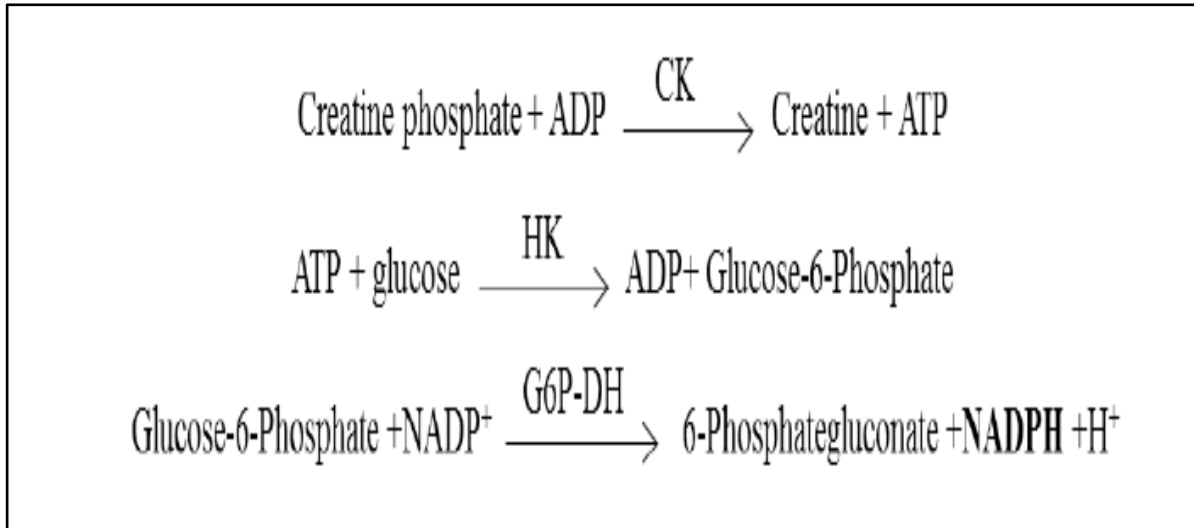 CK
Creatine phosphate + ADP ⟶ Creatine + ATP
HK
ATP + glucose ⟶ ADP+ Glucose-6-Phosphate
G6P-DH
Glucose-6-Phosphate +NADP⁺ ⟶ 6-Phosphategluconate +NADPH +H⁺